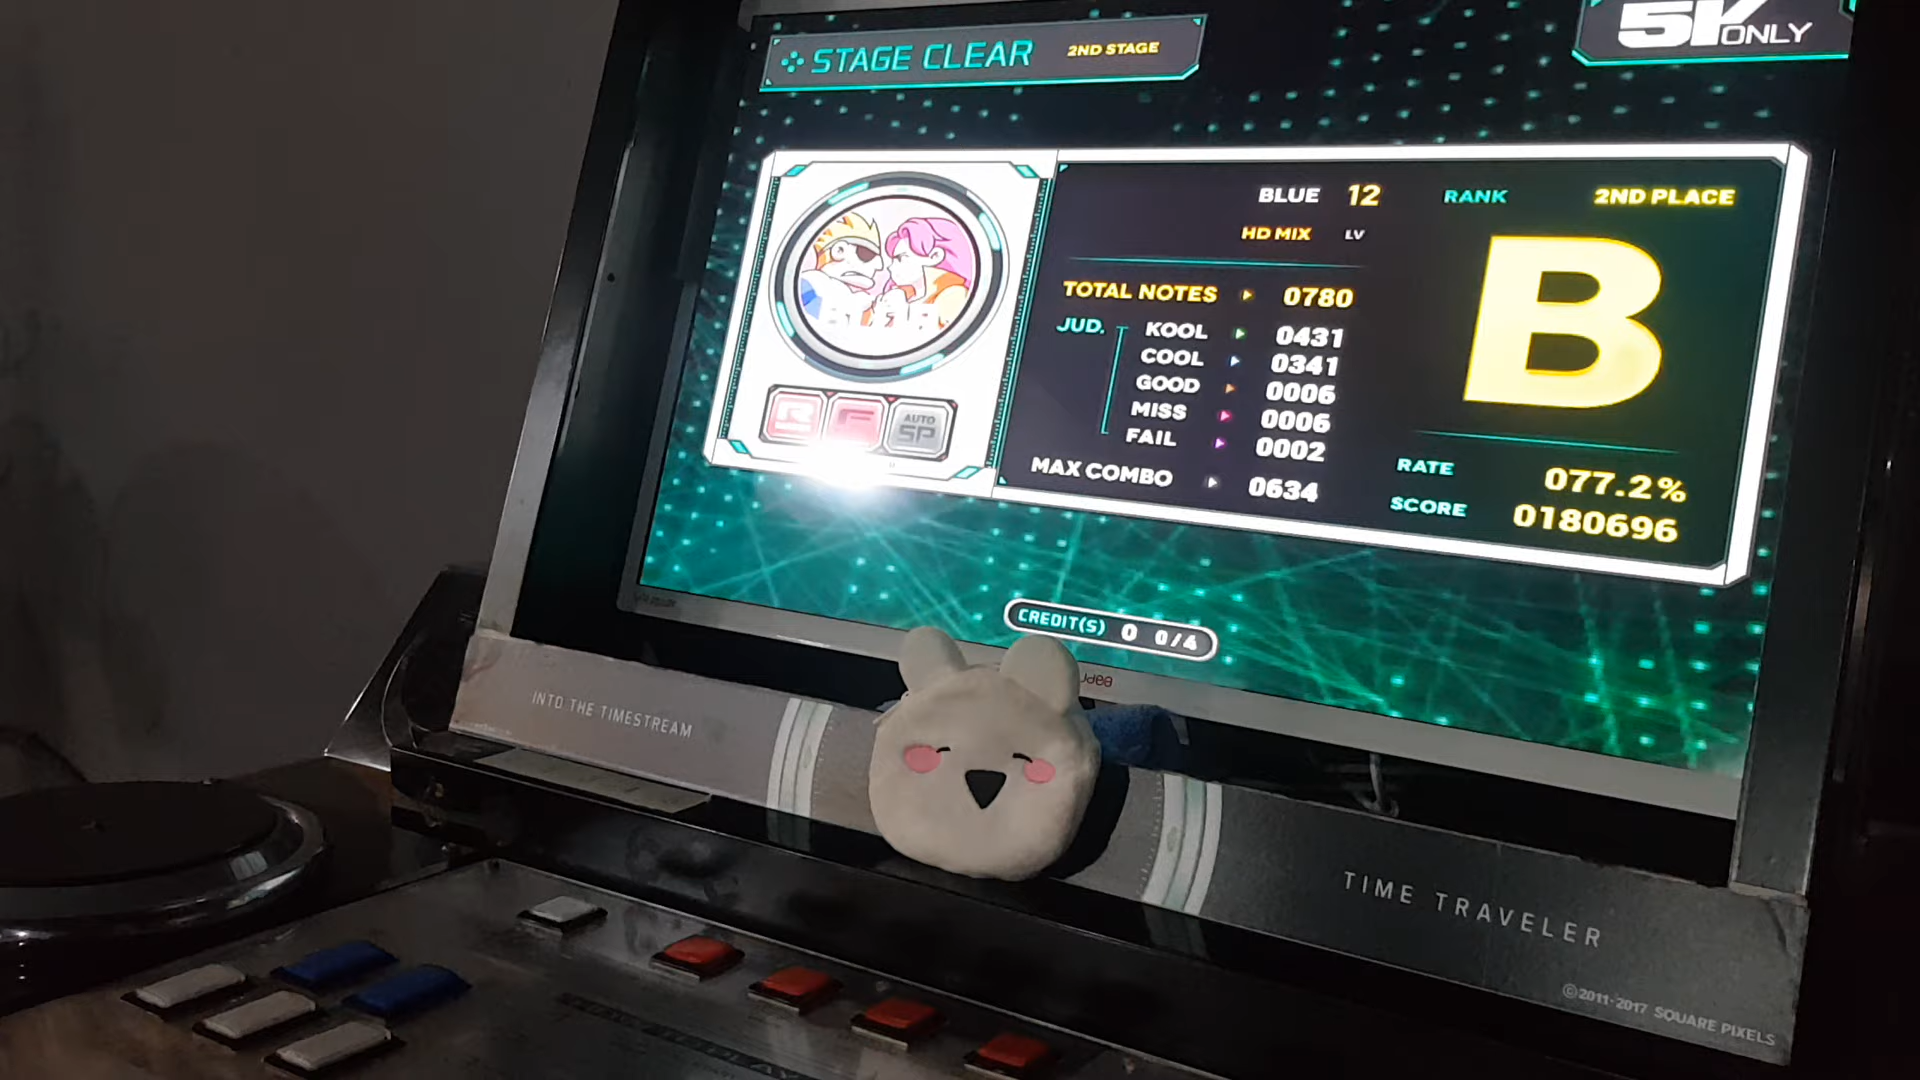 STAGE CLEAR 2ND STAGE
5K ONLY
BLUE 12
HD MIX LV
RANK 2ND PLACE
B
TOTAL NOTES 0780
JUD. KOOL 0431
COOL 0341
GOOD 0006
MISS 0006
FAIL 0002
MAX COMBO 0634
RATE 077.2%
SCORE 0180696
R
F
AUTO
SP
CREDIT(S) 0 0/4
INTO THE TIMESTREAM
TIME TRAVELER
©2011-2017 SQUARE PIXELS